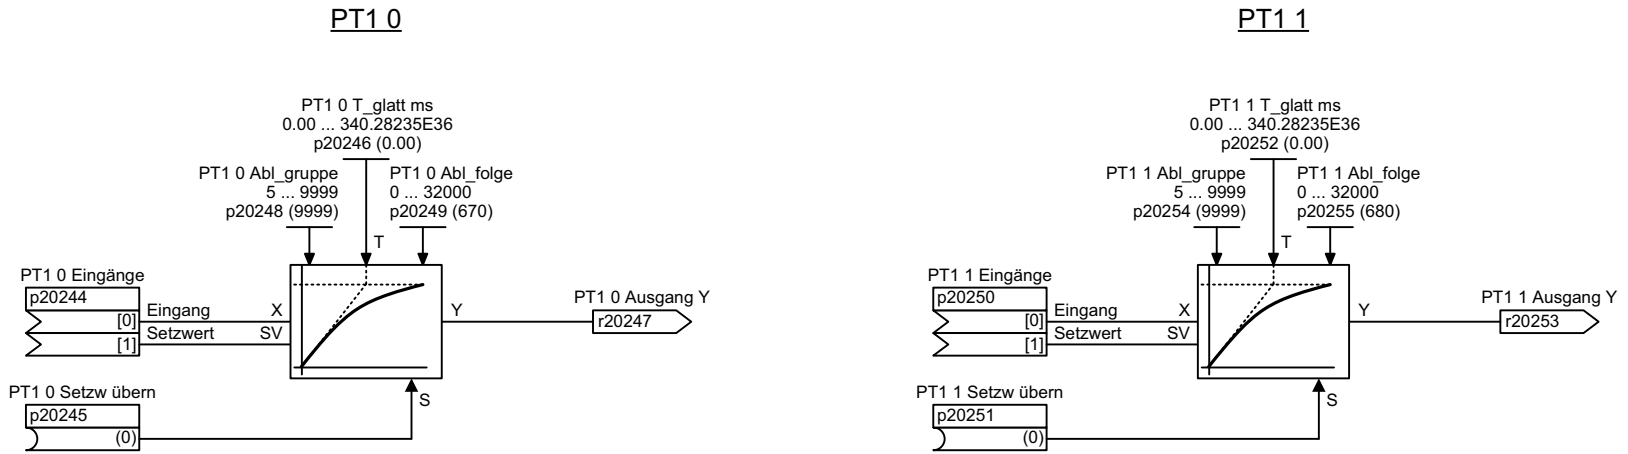 PT1 0
PT1 0 T_glatt ms
0.00 ... 340.28235E36
p20246 (0.00)
PT1 0 Abl_gruppe
5 ... 9999
p20248 (9999)
PT1 0 Abl_folge
0 ... 32000
p20249 (670)
T
PT1 0 Eingänge
p20244
[0]
[1]
Eingang
X
Setzwert
SV
Y
PT1 0 Ausgang Y
r20247
PT1 0 Setzw übern
p20245
(0)
S
PT1 1
PT1 1 T_glatt ms
0.00 ... 340.28235E36
p20252 (0.00)
PT1 1 Abl_gruppe
5 ... 9999
p20254 (9999)
PT1 1 Abl_folge
0 ... 32000
p20255 (680)
T
PT1 1 Eingänge
p20250
[0]
[1]
Eingang
X
Setzwert
SV
Y
PT1 1 Ausgang Y
r20253
PT1 1 Setzw übern
p20251
(0)
S